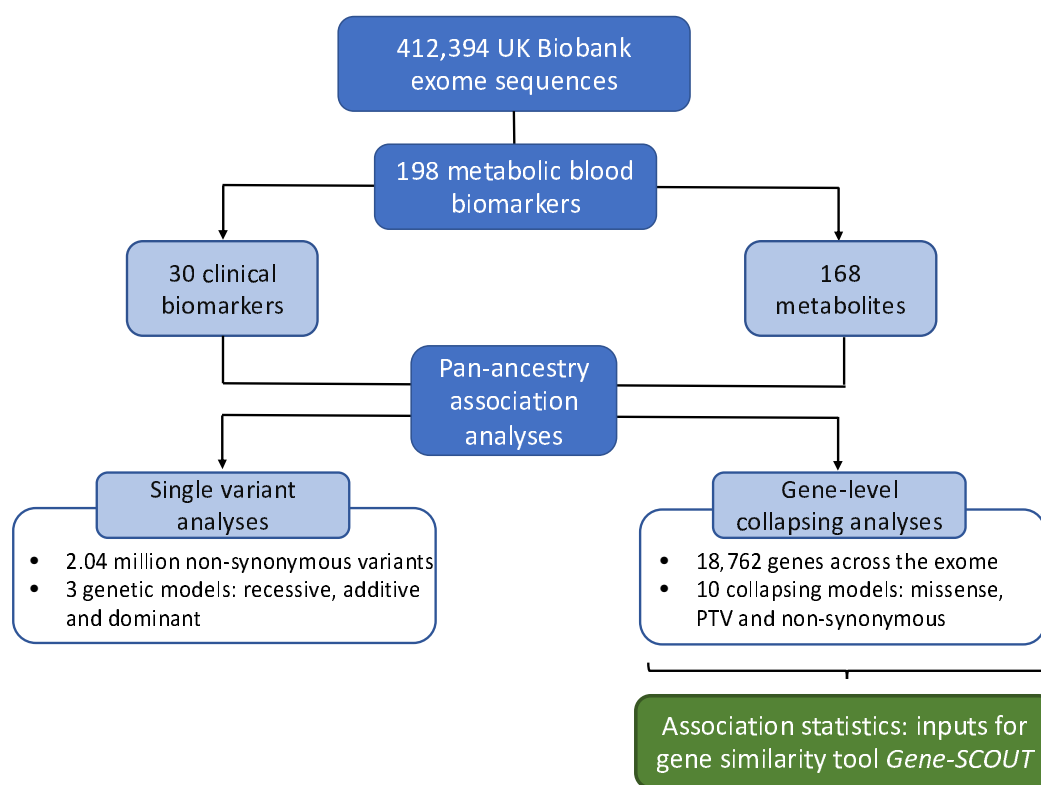 412,394 UK Biobank
exome sequences
198 metabolic blood
biomarkers
30 clinical
biomarkers
168
metabolites
Pan-ancestry
association
analyses
Single variant
analyses
• 2.04 million non-synonymous variants
• 3 genetic models: recessive, additive
and dominant
Gene-level
collapsing analyses
• 18,762 genes across the exome
• 10 collapsing models: missense,
PTV and non-synonymous
Association statistics: inputs for
gene similarity tool Gene-SCOUT